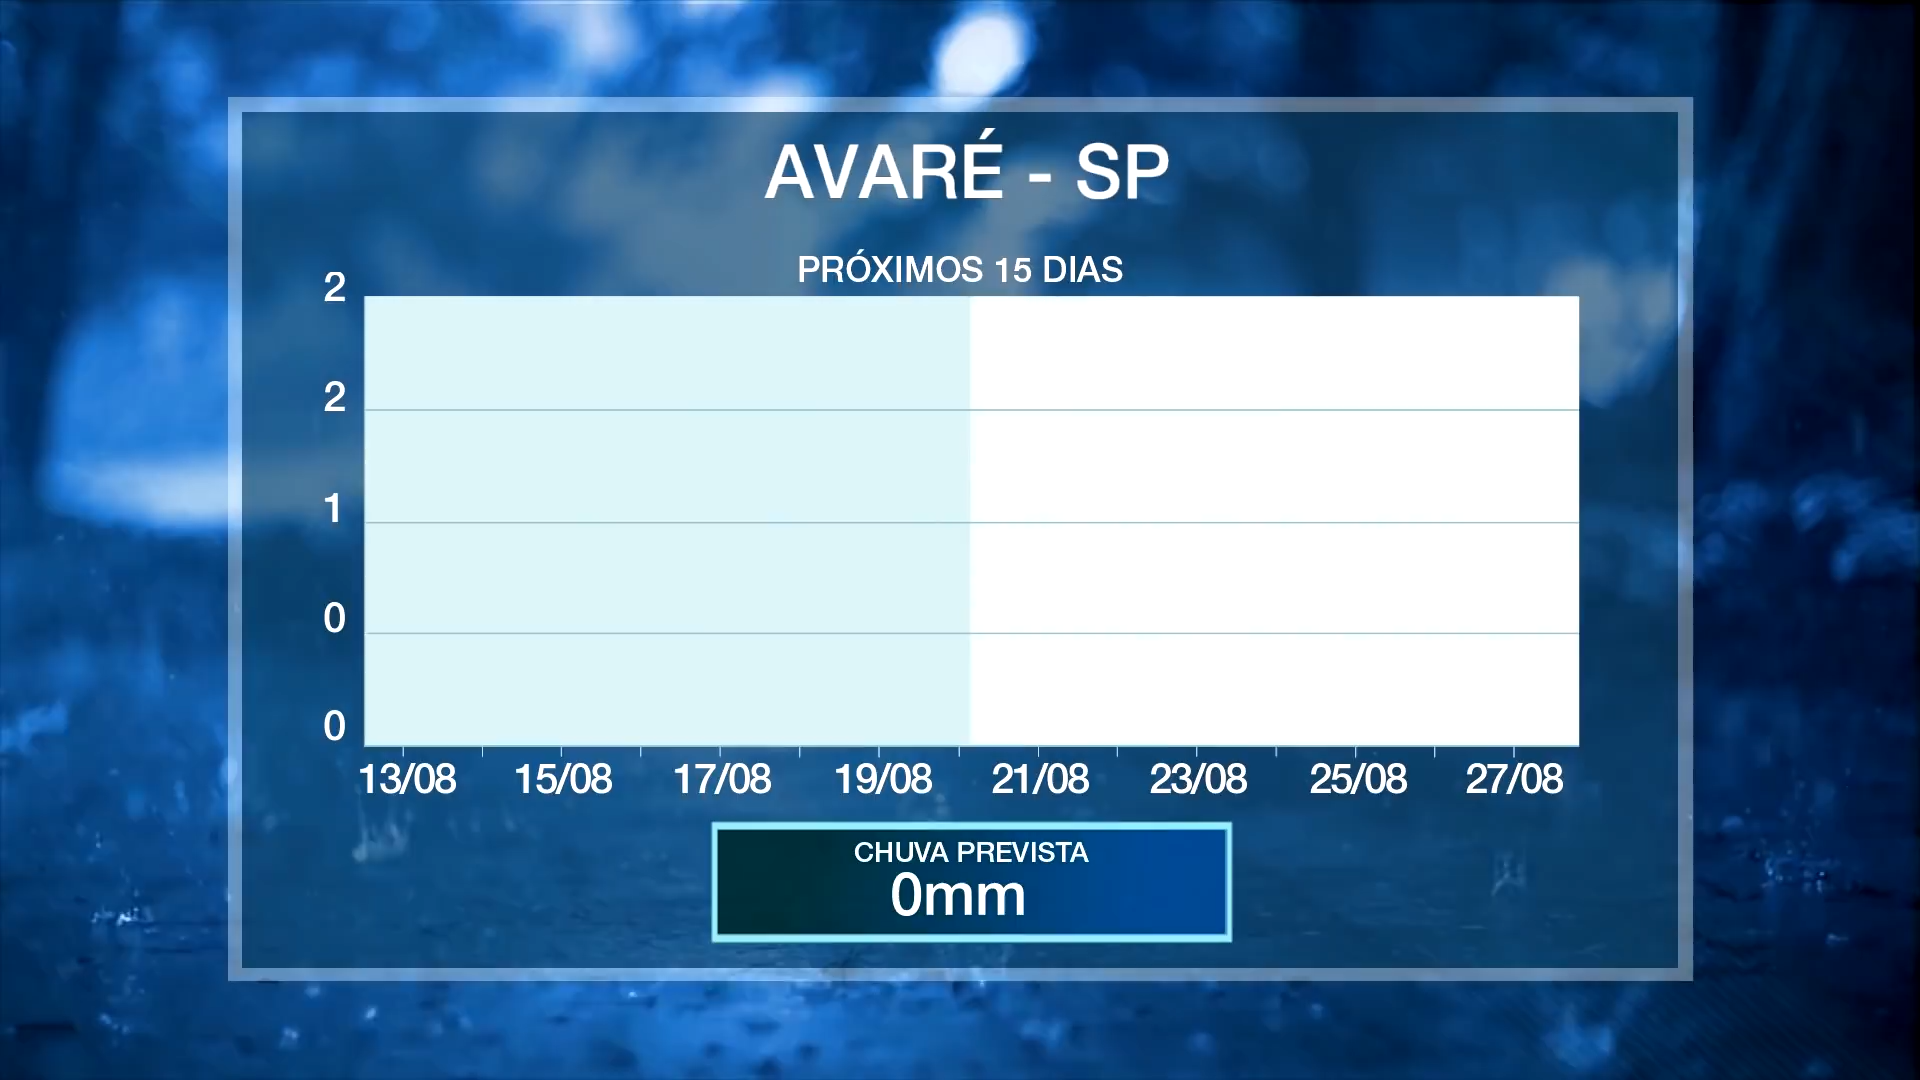 AVARÉ - SP
PRÓXIMOS 15 DIAS
2
2
1
0
0
13/08 15/08 17/08 19/08 21/08 23/08 25/08 27/08
CHUVA PREVISTA
0mm